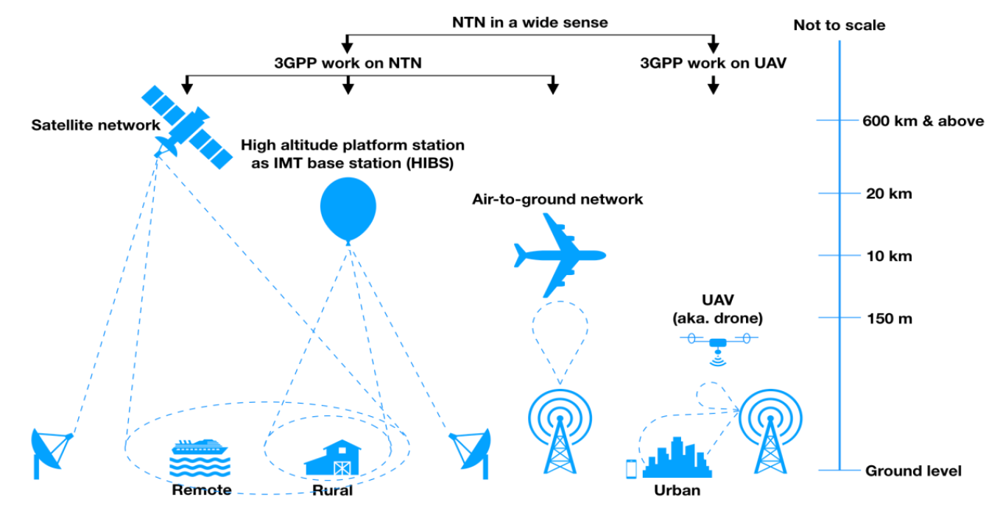 NTN in a wide sense
Not to scale
3GPP work on NTN
3GPP work on UAV
Satellite network
600 km & above
High altitude platform station
as IMT base station (HIBS)
20 km
Air-to-ground network
10 km
UAV
(aka. drone)
150 m
Ground level
Remote
Rural
Urban